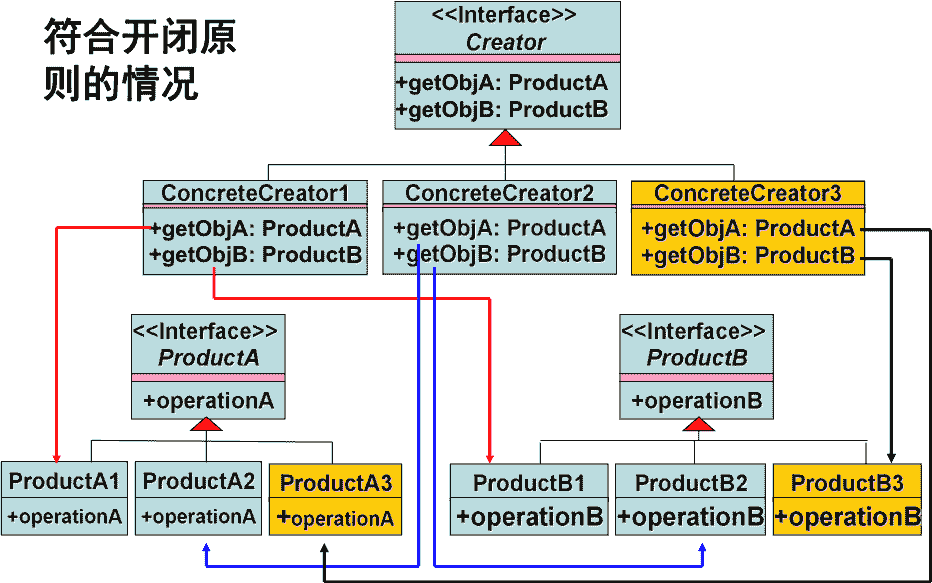 符合开闭原
则的情况
<<Interface>>
Creator
+getObjA: ProductA
+getObjB: ProductB
ConcreteCreator1
+getObjA: ProductA
+getObjB: ProductB
ConcreteCreator2
+getObjA: ProductA
+getObjB: ProductB
ConcreteCreator3
+getObjA: ProductA
+getObjB: ProductB
<<Interface>>
ProductA
+operationA
<<Interface>>
ProductB
+operationB
ProductA1
+operationA
ProductA2
+operationA
ProductA3
+operationA
ProductB1
+operationB
ProductB2
+operationB
ProductB3
+operationB